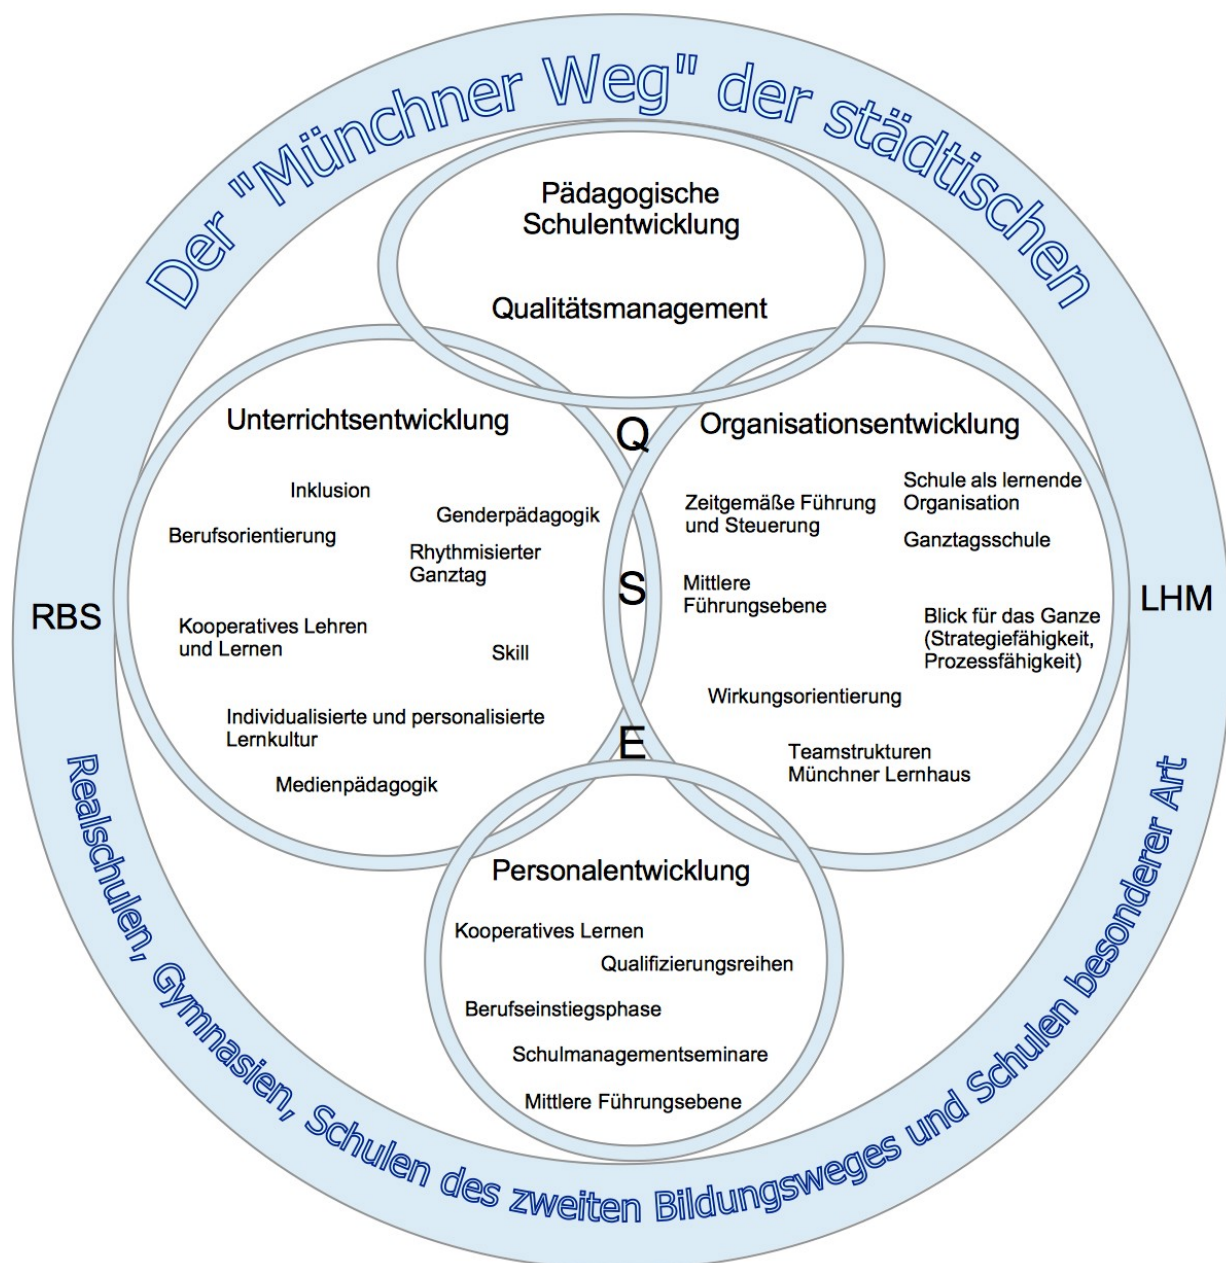 Der "Münchner Weg" der städtischen
Pädagogische
Schulentwicklung
Qualitätsmanagement
Unterrichtsentwicklung
Inklusion
Genderpädagogik
Berufsorientierung
Rhythmisierter
Ganztag
Kooperatives Lehren
und Lernen
Skill
Individualisierte und personalisierte
Lernkultur
Medienpädagogik
Q
S
E
Organisationsentwicklung
Schule als lernende
Organisation
Zeitgemäße Führung
und Steuerung
Ganztagsschule
Mittlere
Führungsebene
Blick für das Ganze
(Strategiefähigkeit,
Prozessfähigkeit)
Wirkungsorientierung
Teamstrukturen
Münchner Lernhaus
RBS
LHM
Personalentwicklung
Kooperatives Lernen
Qualifizierungsreihen
Berufseinstiegsphase
Schulmanagementseminare
Mittlere Führungsebene
Realschulen, Gymnasien, Schulen des zweiten Bildungsweges und Schulen besonderer Art